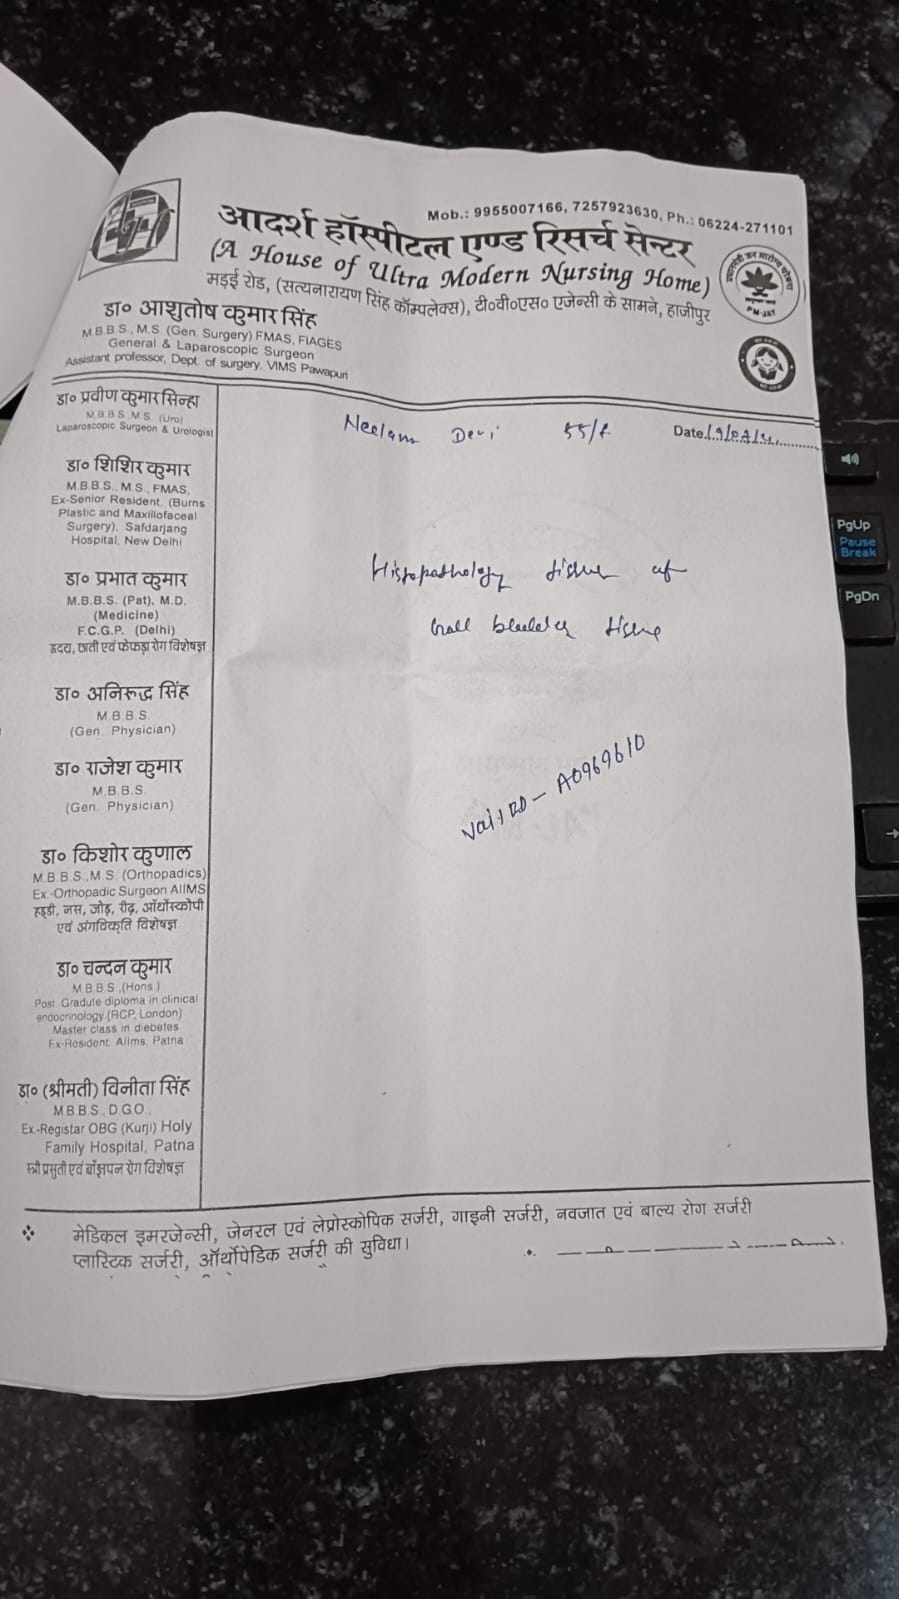 Mob.: 9955007166, 7257923630, Ph.: 06224-271101
आदर्श हॉस्पीटल एण्ड रिसर्च सेन्टर
(A House of Ultra Modern Nursing Home)
मड़ई रोड, (सत्यनारायण सिंह कॉम्पलेक्स), टी०वी०एस० एजेन्सी के सामने, हाजीपुर
PM-JAY
डा० आशुतोष कुमार सिंह
M.B.B.S., M.S. (Gen. Surgery) FMAS, FIAGES
General & Laparoscopic Surgeon
Assistant professor, Dept. of surgery, VIMS Pawapuri
Neelam Devi 55/f
Date
डा० प्रवीण कुमार सिन्हा
M.B.B.S.,M.S. (Uro)
Laparoscopic Surgeon & Urologist
डा० शिशिर कुमार
M.B.B.S., M.S., FMAS,
Ex-Senior Resident, (Burns
Plastic and Maxillofaceal
Surgery), Safdarjang
Hospital, New Delhi
डा० प्रभात कुमार
M.B.B.S. (Pat), M.D.
(Medicine)
F.C.G.P. (Delhi)
हृदय, छाती एवं फेफड़ा रोग विशेषज्ञ
डा० अनिरूद्ध सिंह
M.B.B.S.
(Gen. Physician)
डा० राजेश कुमार
M.B.B.S.
(Gen. Physician)
डा० किशोर कुणाल
M.B.B.S.,M.S. (Orthopadics)
Ex.-Orthopadic Surgeon AIIMS
हड्डी, नस, जोड़, रीढ़, ऑर्थोस्कोपी
एवं अंगविकृति विशेषज्ञ
डा० चन्दन कुमार
M.B.B.S.,(Hons.)
Post. Gradute diploma in clinical
endocrinology (RCP, London)
Master class in diebetes
Ex-Rosident. Allms. Patna
डा० (श्रीमती) विनीता सिंह
M.B.B.S., D.G.O.,
Ex.-Registar OBG (Kurji) Holy
Family Hospital, Patna
स्त्री प्रसुती एवं बाँझपन रोग विशेषज्ञ
Histopathology of
Gall bladder tissue
A0969610
मेडिकल इमरजेन्सी, जेनरल एवं लेप्रोस्कोपिक सर्जरी, गाइनी सर्जरी, नवजात एवं बाल्य रोग सर्जरी
प्लास्टिक सर्जरी, ऑर्थोपेडिक सर्जरी की सुविधा।
PgUp
Pause
Break
PgDn